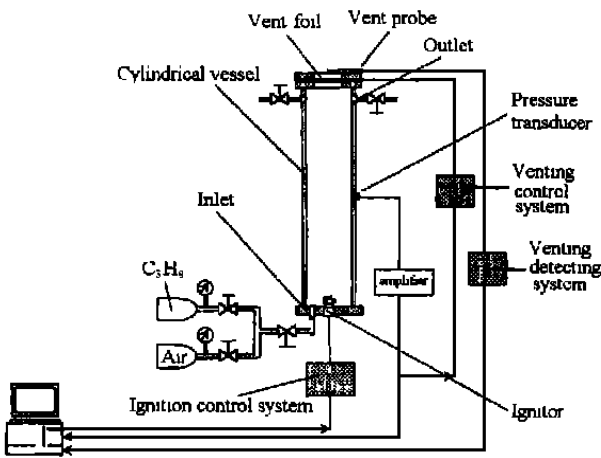 Vent foil
Vent probe
Outlet
Cylindrical vessel
Pressure
transducer
Inlet
Venting
control
system
C₃H₈
amplifier
Venting
detecting
system
Air
Ignition control system
Ignitor